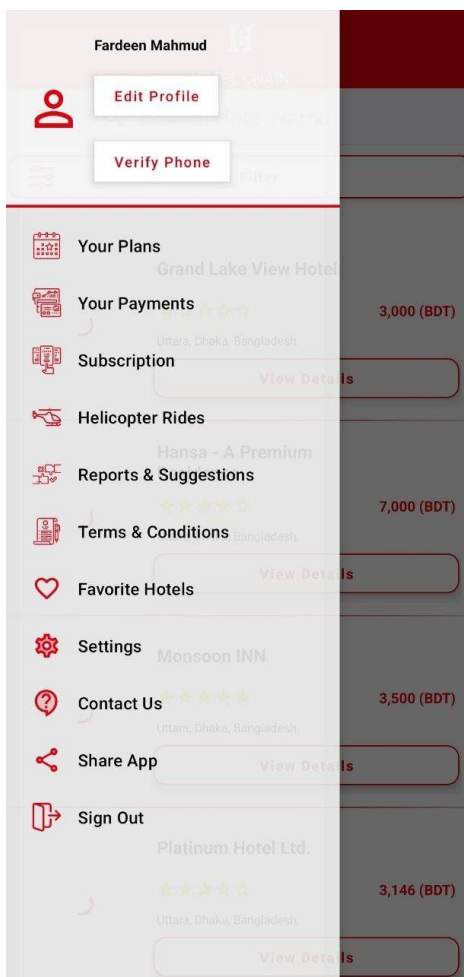 Fardeen Mahmud
Edit Profile
Verify Phone
Filter
Your Plans
Grand Lake View Hotel
Your Payments
3,000 (BDT)
Uttara, Dhaka, Bangladesh
Subscription
View Details
Helicopter Rides
Hansa - A Premium
Reports & Suggestions
7,000 (BDT)
Terms & Conditions
Bangladesh
View Details
Favorite Hotels
Settings
Monsoon INN
3,500 (BDT)
Contact Us
Uttara, Dhaka, Bangladesh
Share App
View Details
Sign Out
Platinum Hotel Ltd.
3,146 (BDT)
Uttara, Dhaka, Bangladesh
View Details